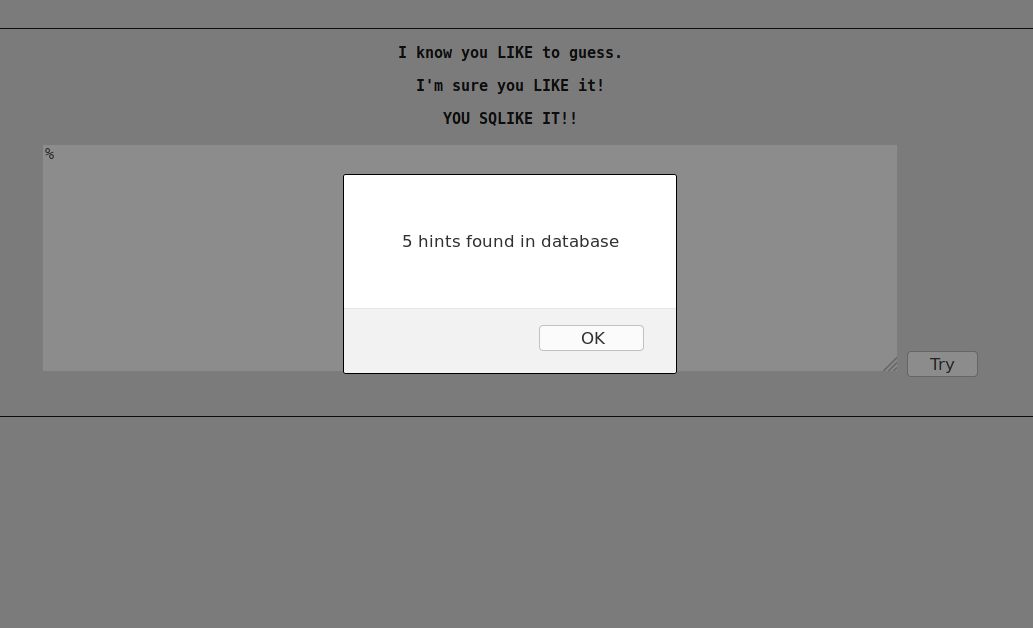 I know you LIKE to guess.
I'm sure you LIKE it!
YOU SQLIKE IT!!
%
5 hints found in database
OK
Try